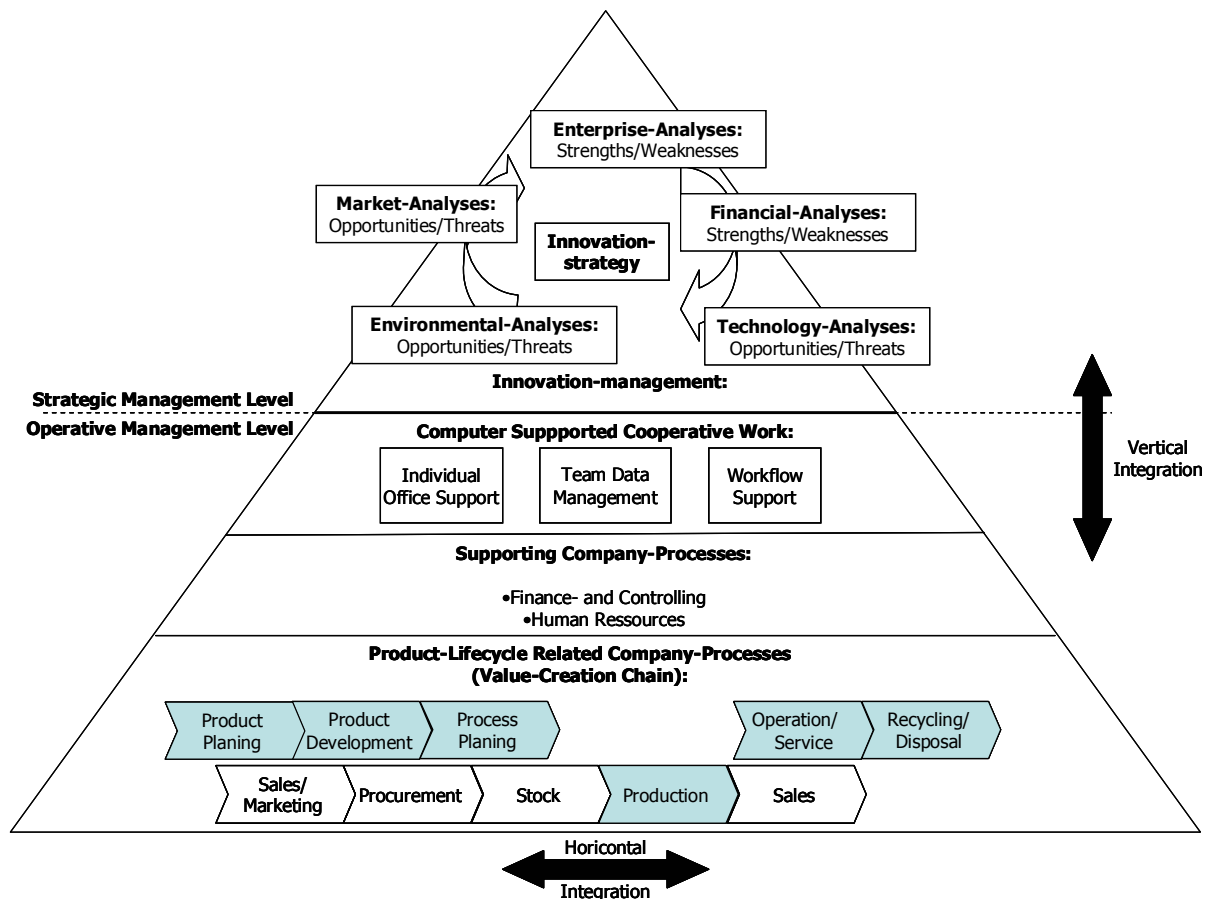 Enterprise-Analyses:
Strengths/Weaknesses
Market-Analyses:
Opportunities/Threats
Financial-Analyses:
Strengths/Weaknesses
Innovation-
strategy
Environmental-Analyses:
Opportunities/Threats
Technology-Analyses:
Opportunities/Threats
Innovation-management:
Strategic Management Level
Operative Management Level
Computer Suppported Cooperative Work:
Individual
Office Support
Team Data
Management
Workflow
Support
Vertical
Integration
Supporting Company-Processes:
•Finance- and Controlling
•Human Ressources
Product-Lifecycle Related Company-Processes
(Value-Creation Chain):
Product
Planing
Product
Development
Process
Planing
Operation/
Service
Recycling/
Disposal
Sales/
Marketing
Procurement
Stock
Production
Sales
Horicontal
Integration